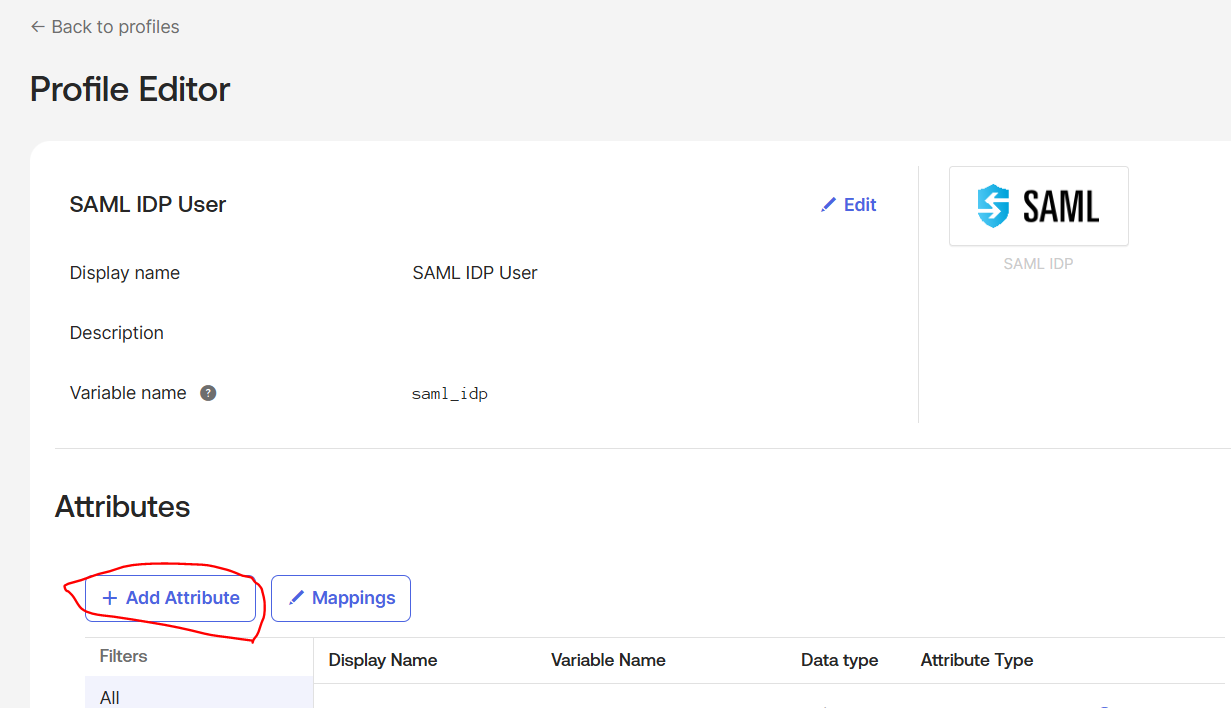 ← Back to profiles
Profile Editor
SAML IDP User
Edit
SAML
SAML IDP
Display name SAML IDP User
Description
Variable name ? saml_idp
Attributes
+ Add Attribute Mappings
Filters Display Name Variable Name Data type Attribute Type
All